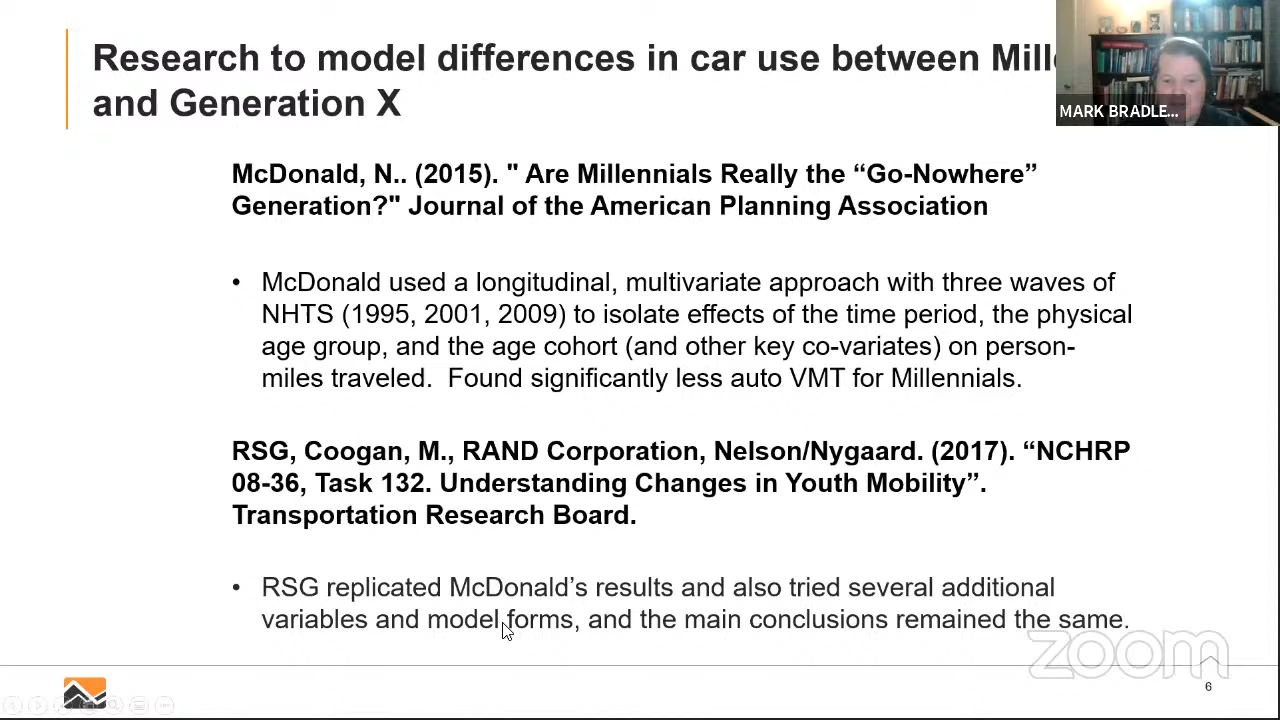 Research to model differences in car use between Mill
and Generation X
MARK BRADLE...
McDonald, N.. (2015). " Are Millennials Really the “Go-Nowhere”
Generation?" Journal of the American Planning Association
• McDonald used a longitudinal, multivariate approach with three waves of
NHTS (1995, 2001, 2009) to isolate effects of the time period, the physical
age group, and the age cohort (and other key co-variates) on person-
miles traveled.  Found significantly less auto VMT for Millennials.
RSG, Coogan, M., RAND Corporation, Nelson/Nygaard. (2017). “NCHRP
08-36, Task 132. Understanding Changes in Youth Mobility”.
Transportation Research Board.
• RSG replicated McDonald’s results and also tried several additional
variables and model forms, and the main conclusions remained the same.
zoom
6